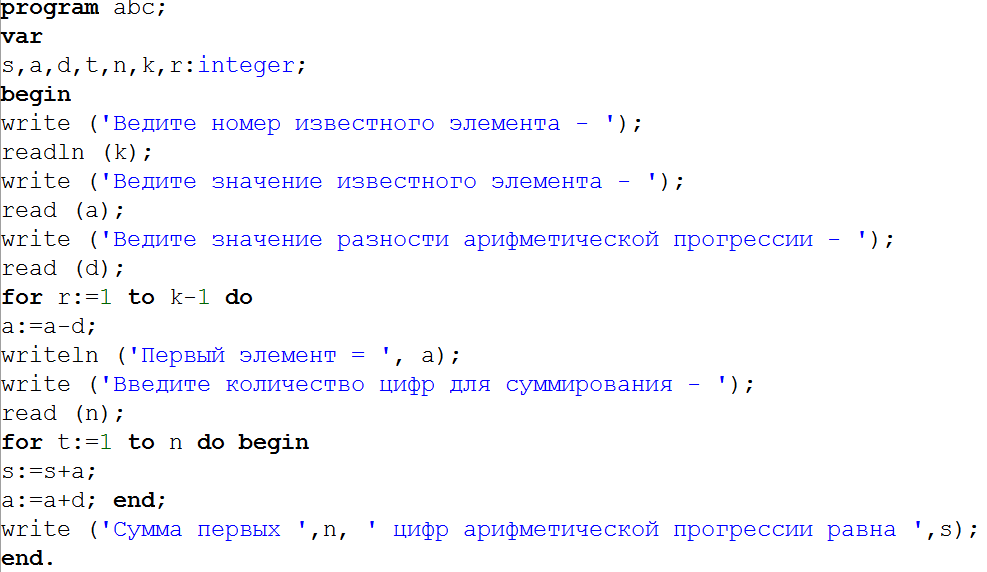 program abc;
var
s,a,d,t,n,k,r:integer;
begin
write ('Ведите номер известного элемента - ');
readln (k);
write ('Ведите значение известного элемента - ');
read (a);
write ('Ведите значение разности арифметической прогрессии - ');
read (d);
for r:=1 to k-1 do
a:=a-d;
writeln ('Первый элемент = ', a);
write ('Введите количество цифр для суммирования - ');
read (n);
for t:=1 to n do begin
s:=s+a;
a:=a+d; end;
write ('Сумма первых ',n, ' цифр арифметической прогрессии равна ',s);
end.